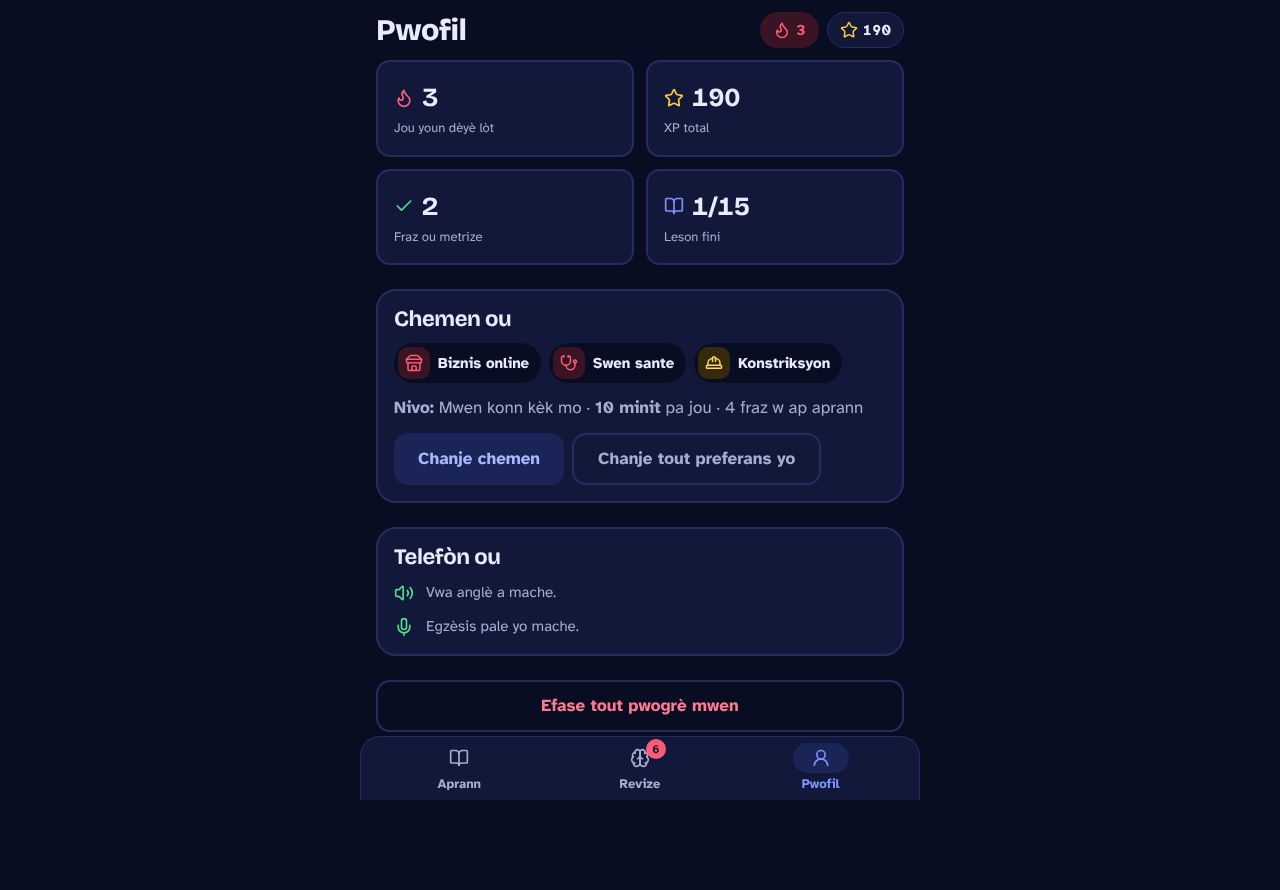 Pwofil
3
190
3
Jou youn dèyè lòt
190
XP total
2
Fraz ou metrize
1/15
Leson fini
Chemen ou
Biznis online
Swen sante
Konstriksyon
Nivo: Mwen konn kèk mo · 10 minit pa jou · 4 fraz w ap aprann
Chanje chemen
Chanje tout preferans yo
Telefòn ou
Vwa anglè a mache.
Egzèsis pale yo mache.
Efase tout pwogrè mwen
6
Aprann
Revize
Pwofil